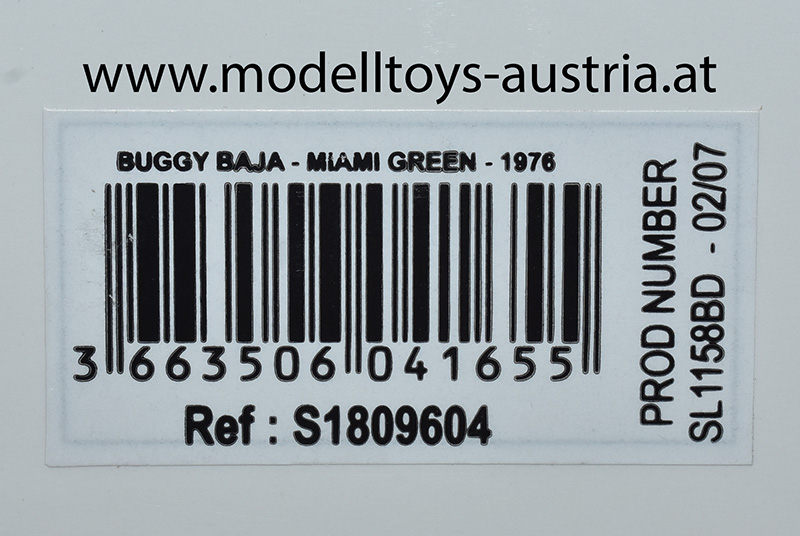 www.modelltoys-austria.at
BUGGY BAJA - MIAMI GREEN - 1976
3 663506 041655
Ref : S1809604
PROD NUMBER
SL1158BD - 02/07